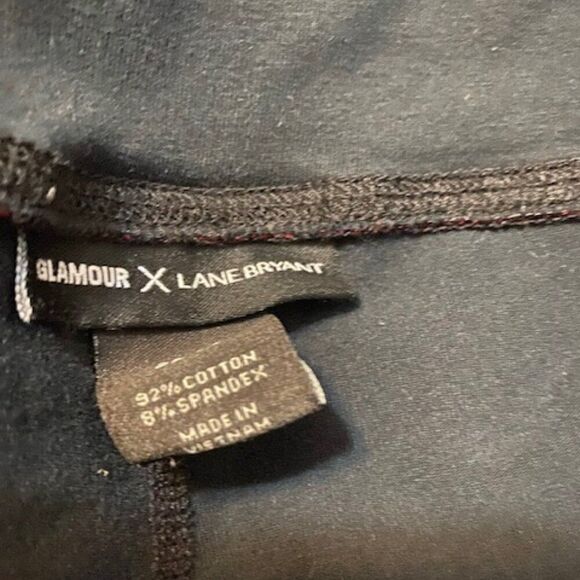 GLAMOUR X LANE BRYANT
92% COTTON
8% SPANDEX
MADE IN
VIETNAM